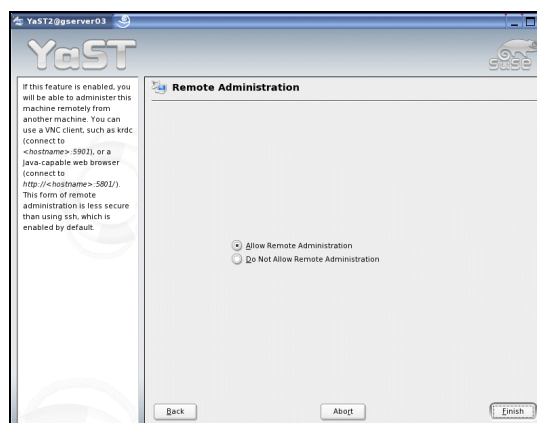 YaST2@gserver03
YaST
SUSE
If this feature is enabled, you
will be able to administer this
machine remotely from
another machine. You can
use a VNC client, such as krdc
(connect to
<hostname>:5901), or a
Java-capable web browser
(connect to
http://<hostname>:5801/).
This form of remote
administration is less secure
than using ssh, which is
enabled by default.
Remote Administration
Allow Remote Administration
Do Not Allow Remote Administration
Back
Abort
Finish